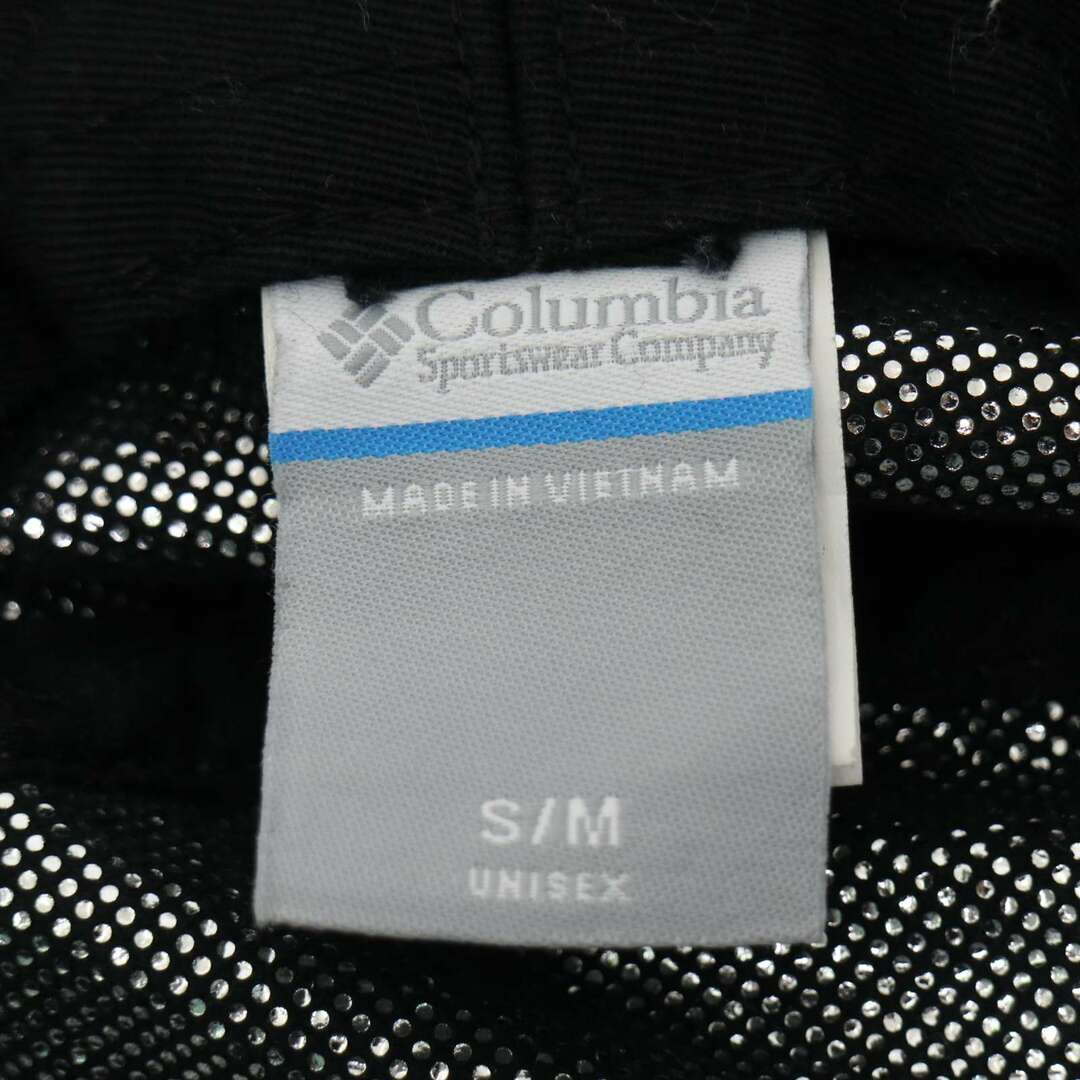 Columbia
Sportswear Company
MADE IN VIETNAM
S/M
UNISEX